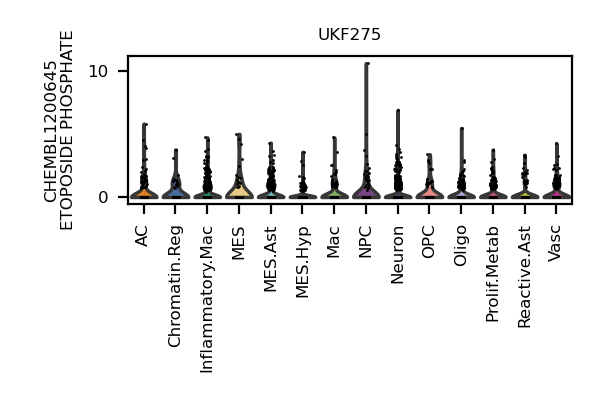 UKF275
CHEMBL1200645
ETOPOSIDE PHOSPHATE
10
0
AC
Chromatin.Reg
Inflammatory.Mac
MES
MES.Ast
MES.Hyp
Mac
NPC
Neuron
OPC
Oligo
Prolif.Metab
Reactive.Ast
Vasc